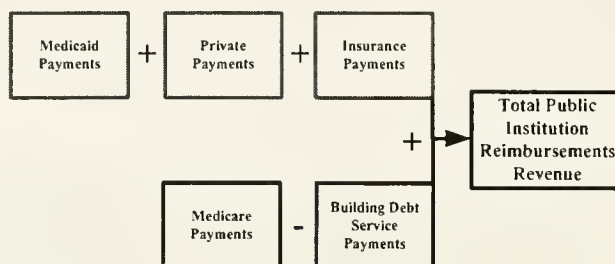 Medicaid
Payments
+
Private
Payments
+
Insurance
Payments
+
Total Public
Institution
Reimbursements
Revenue
Medicare
Payments
-
Building Debt
Service
Payments